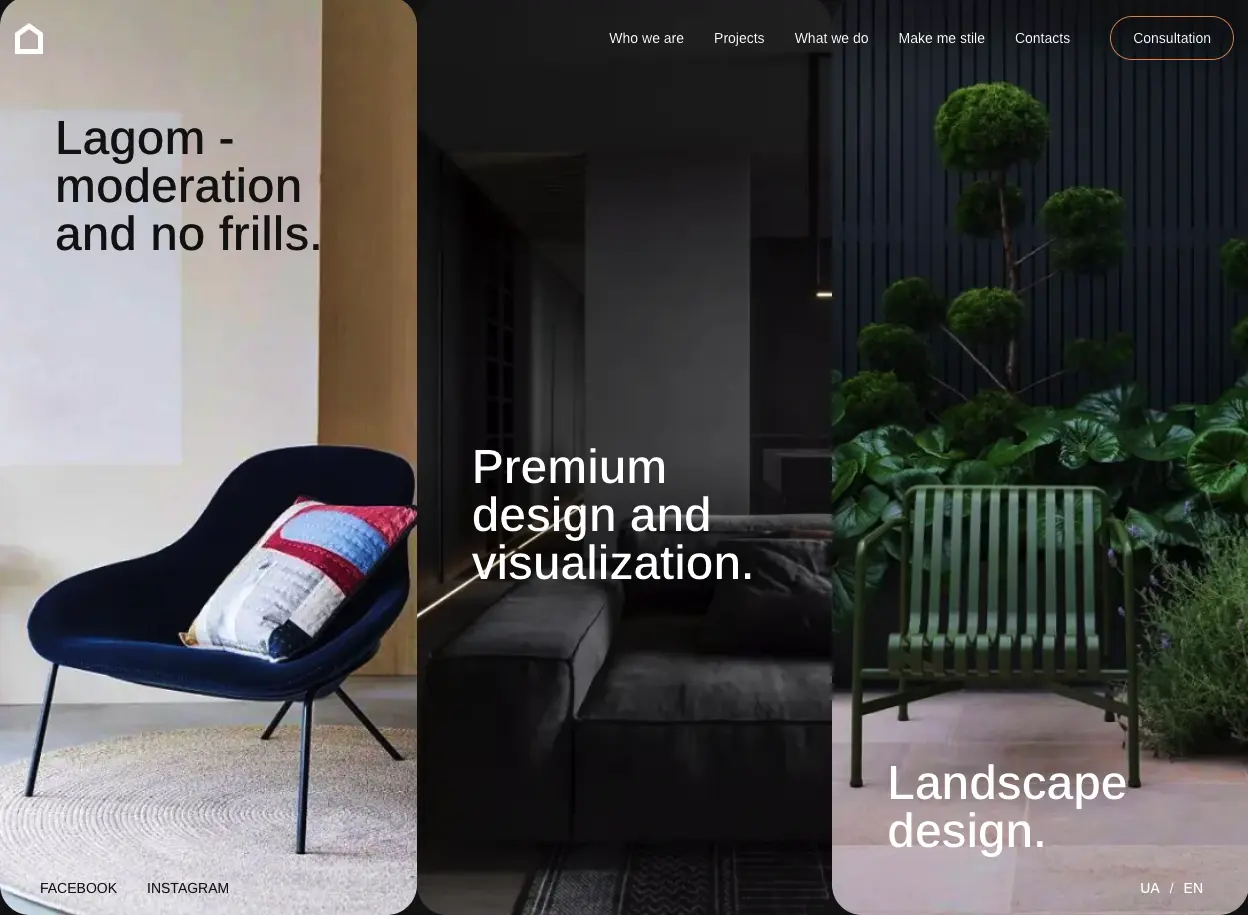 Who we are
Projects
What we do
Make me stile
Contacts
Consultation
Lagom -
moderation
and no frills.
Premium
design and
visualization.
Landscape
design.
FACEBOOK
INSTAGRAM
UA / EN